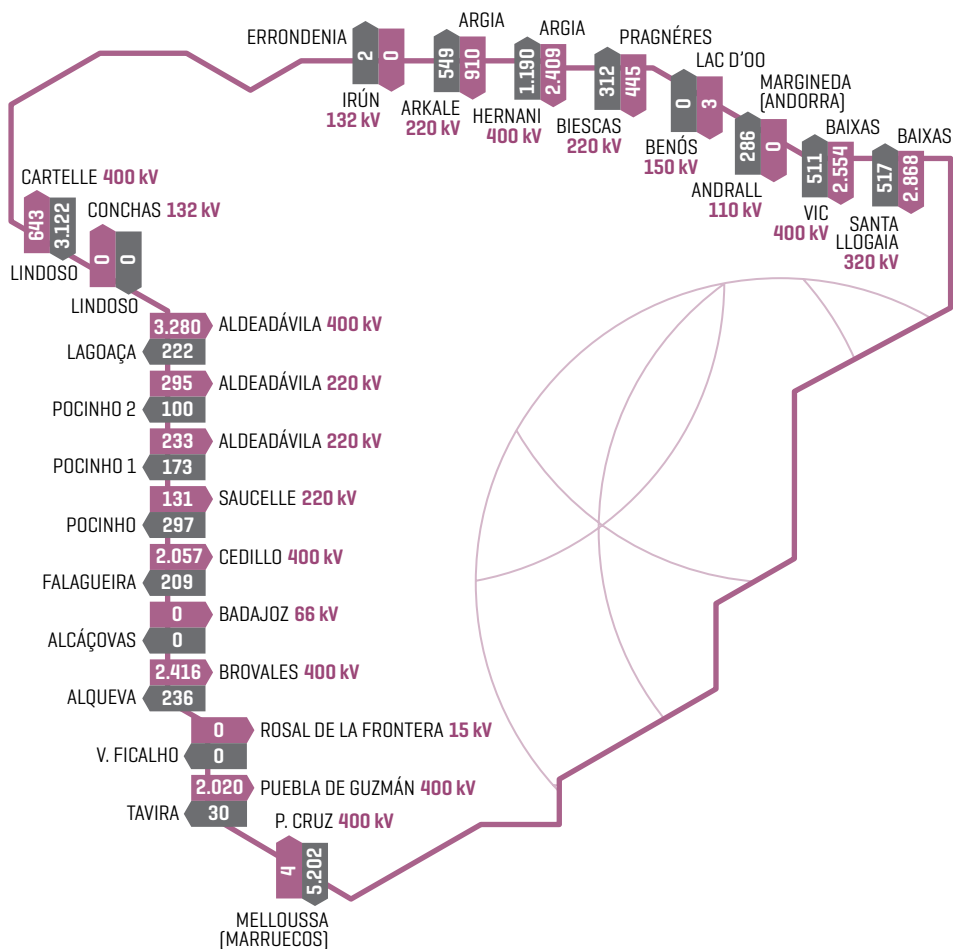 ERRONDENIA
2
0
IRÚN
132 kV
ARGIA
549
910
ARKALE
220 kV
ARGIA
1.190
2.409
HERNANI
400 kV
PRAGNÉRES
312
445
BIESCAS
220 kV
LAC D'OO
0
3
BENÓS
150 kV
MARGINEDA
(ANDORRA)
286
0
ANDRALL
110 kV
BAIXAS
511
2.554
VIC
400 kV
BAIXAS
517
2.868
SANTA
LLOGAIA
320 kV
CARTELLE 400 kV
643
3.122
LINDOSO
CONCHAS 132 kV
0
0
LINDOSO
3.280 ALDEADÁVILA 400 kV
LAGOAÇA 222
295 ALDEADÁVILA 220 kV
POCINHO 2 100
233 ALDEADÁVILA 220 kV
POCINHO 1 173
131 SAUCELLE 220 kV
POCINHO 297
2.057 CEDILLO 400 kV
FALAGUEIRA 209
0 BADAJOZ 66 kV
ALCÁÇOVAS 0
2.416 BROVALES 400 kV
ALQUEVA 236
0 ROSAL DE LA FRONTERA 15 kV
V. FICALHO 0
2.020 PUEBLA DE GUZMÁN 400 kV
TAVIRA 30
P. CRUZ 400 kV
4
5.202
MELLOUSSA
(MARRUECOS)